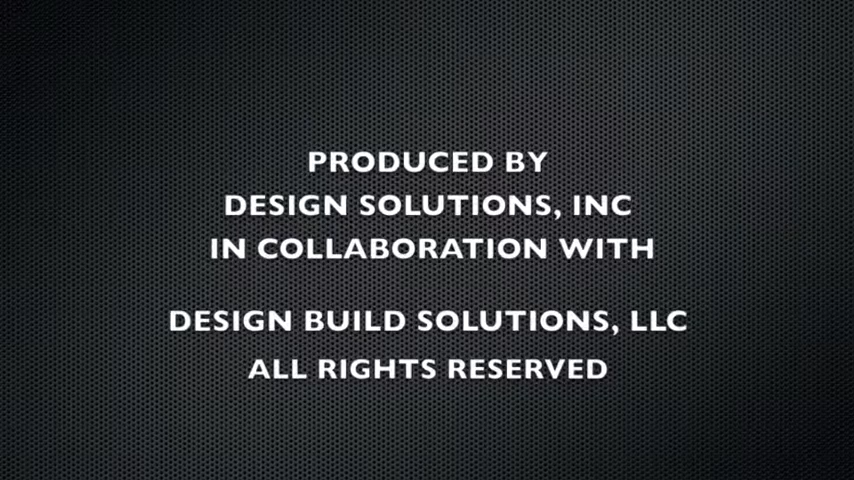 PRODUCED BY
DESIGN SOLUTIONS, INC
IN COLLABORATION WITH
DESIGN BUILD SOLUTIONS, LLC
ALL RIGHTS RESERVED